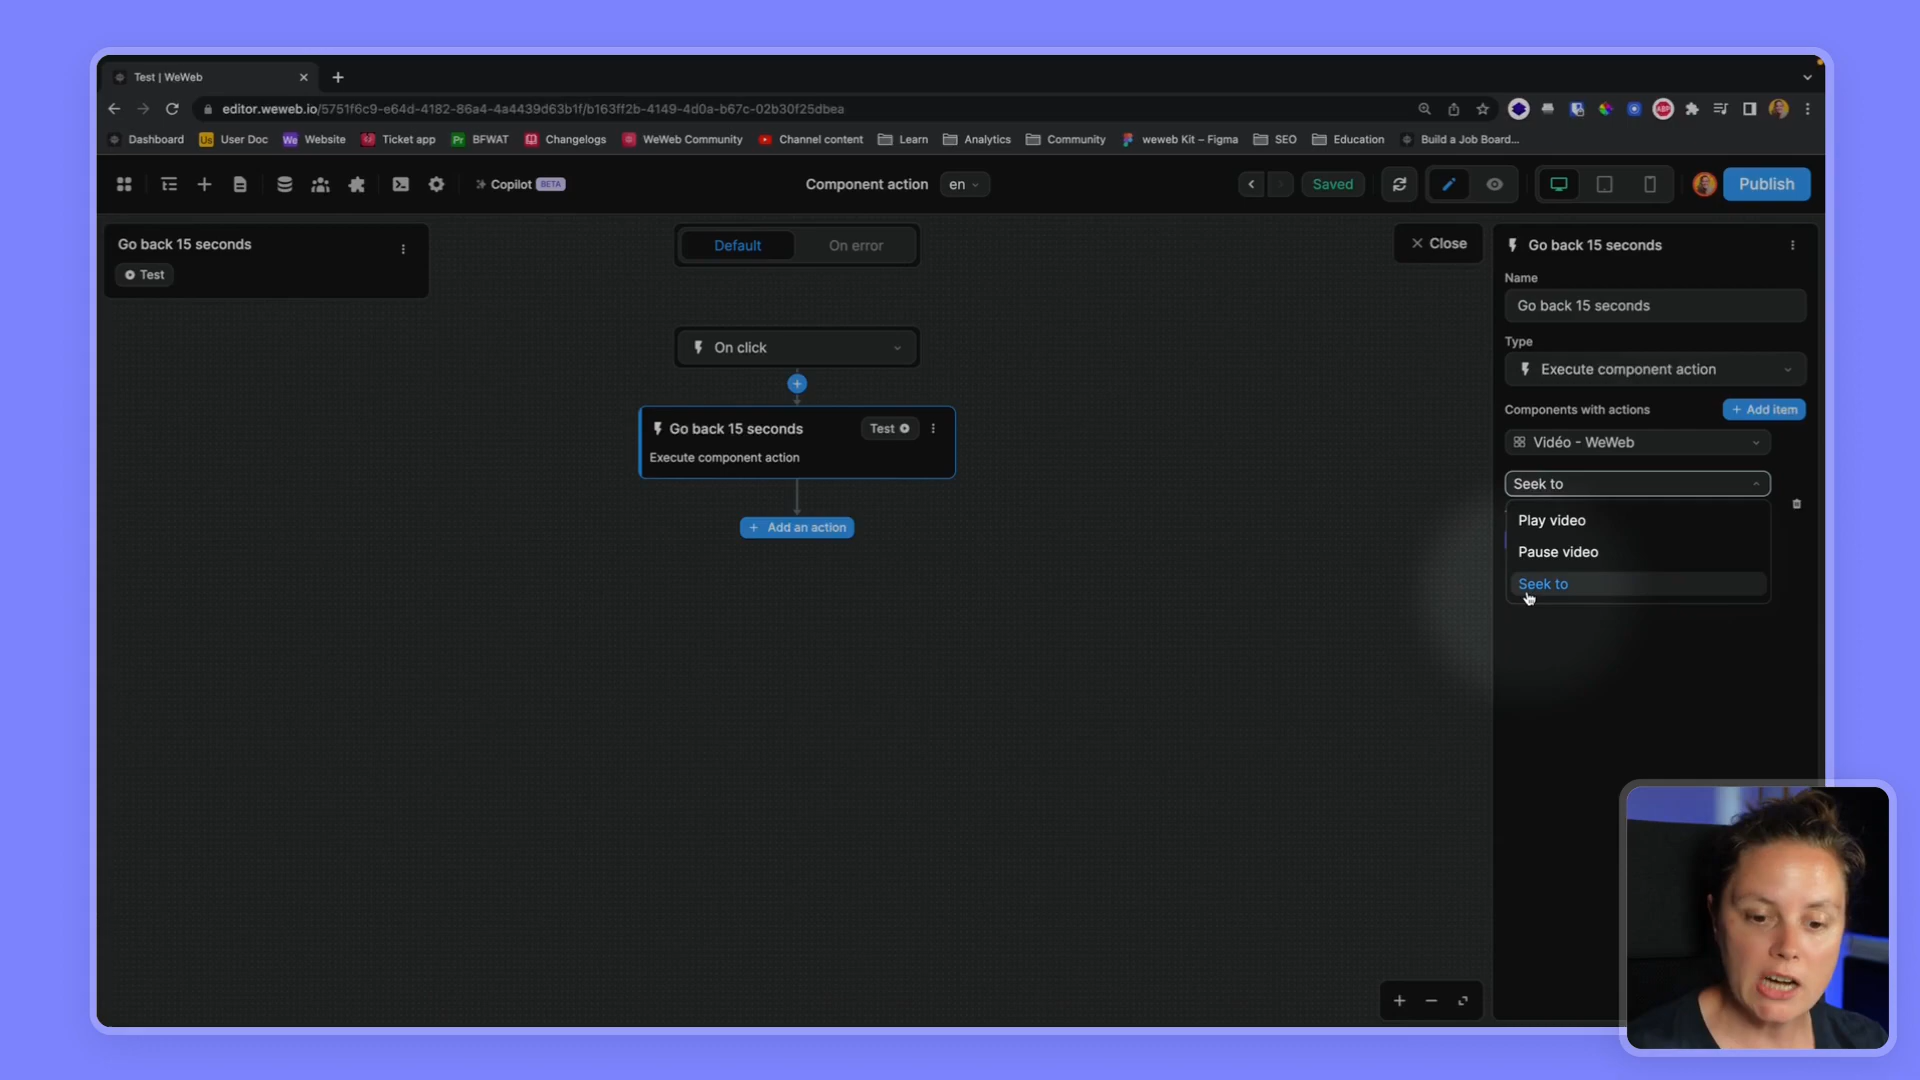 Test | WeWeb
editor.weweb.io/5751f6c9-e64d-4182-86a4-4a4439d63b1f/b163ff2b-4149-4d0a-b67c-02b30f25dbea
Dashboard User Doc Website Ticket app BFWAT Changelogs WeWeb Community Channel content Learn Analytics Community weweb Kit – Figma SEO Education Build a Job Board...
Copilot BETA Component action en Saved Publish
Go back 15 seconds
Test
Default On error
Close
On click
Go back 15 seconds Test
Execute component action
+ Add an action
Go back 15 seconds
Name
Go back 15 seconds
Type
Execute component action
Components with actions + Add item
Vidéo - WeWeb
Seek to
Play video
Pause video
Seek to